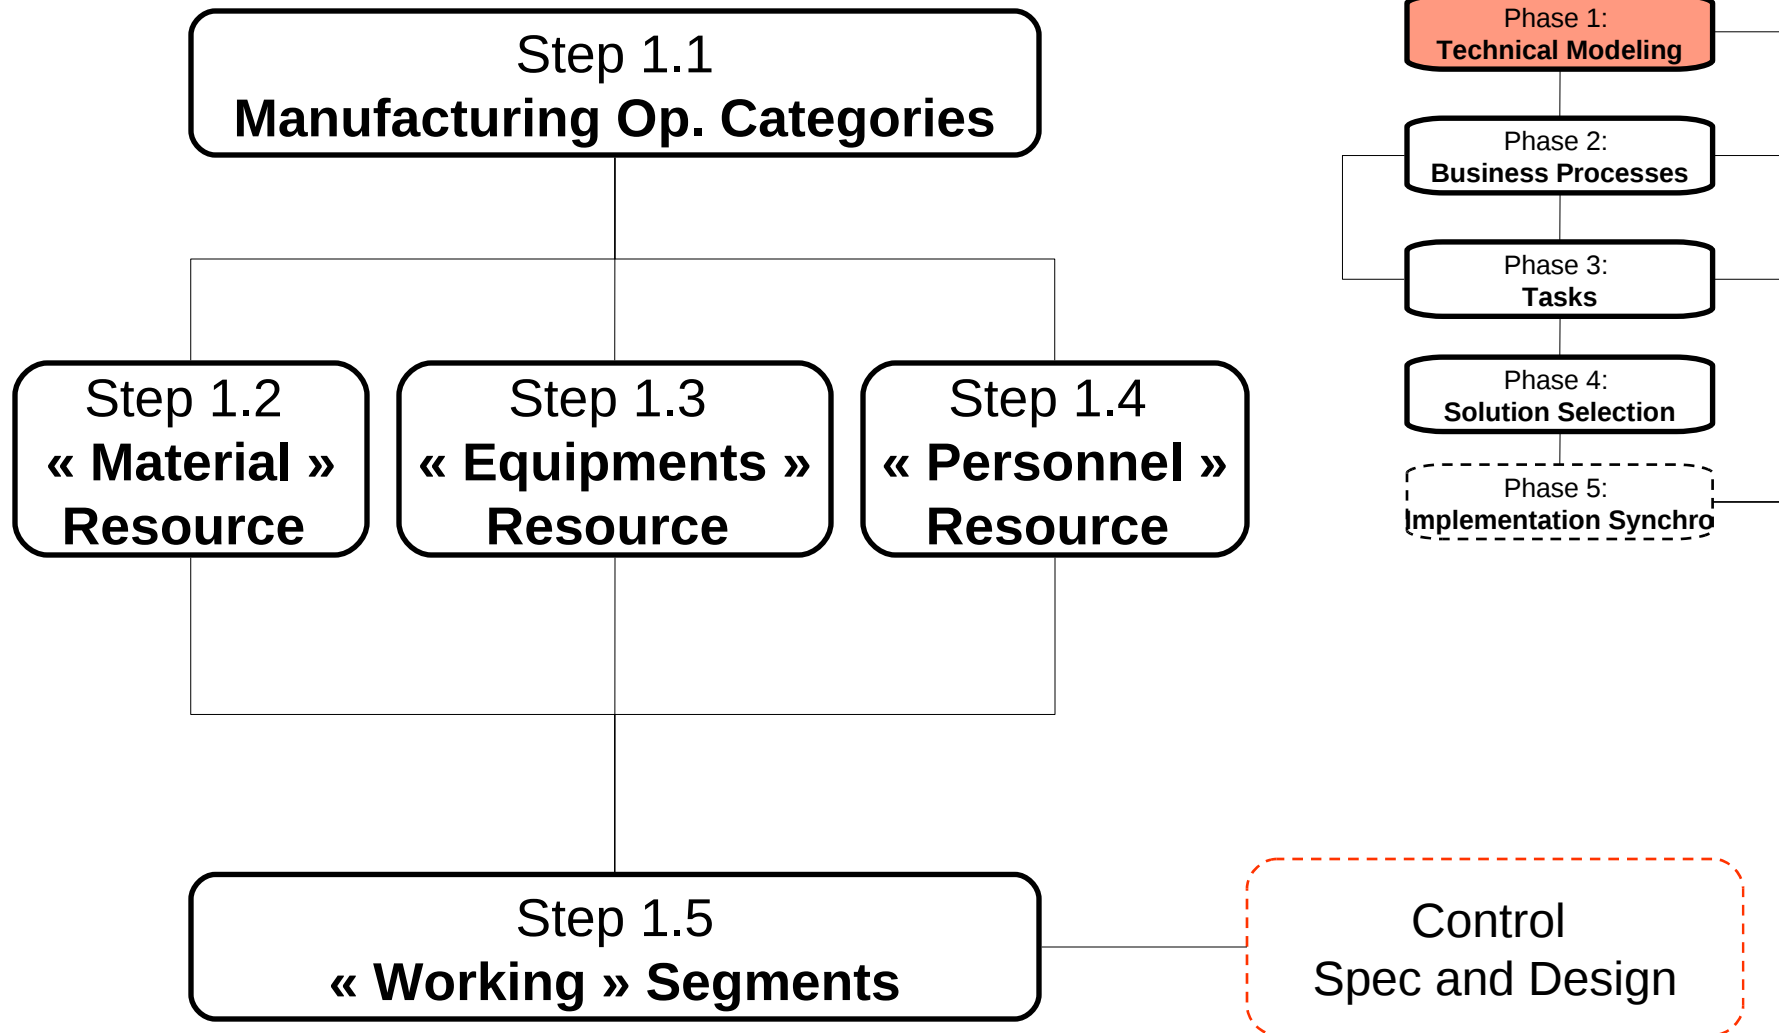 Step 1.1
Manufacturing Op. Categories
Step 1.2
« Material »
Resource
Step 1.3
« Equipments »
Resource
Step 1.4
« Personnel »
Resource
Step 1.5
« Working » Segments
Control
Spec and Design
Phase 1:
Technical Modeling
Phase 2:
Business Processes
Phase 3:
Tasks
Phase 4:
Solution Selection
Phase 5:
Implementation Synchro